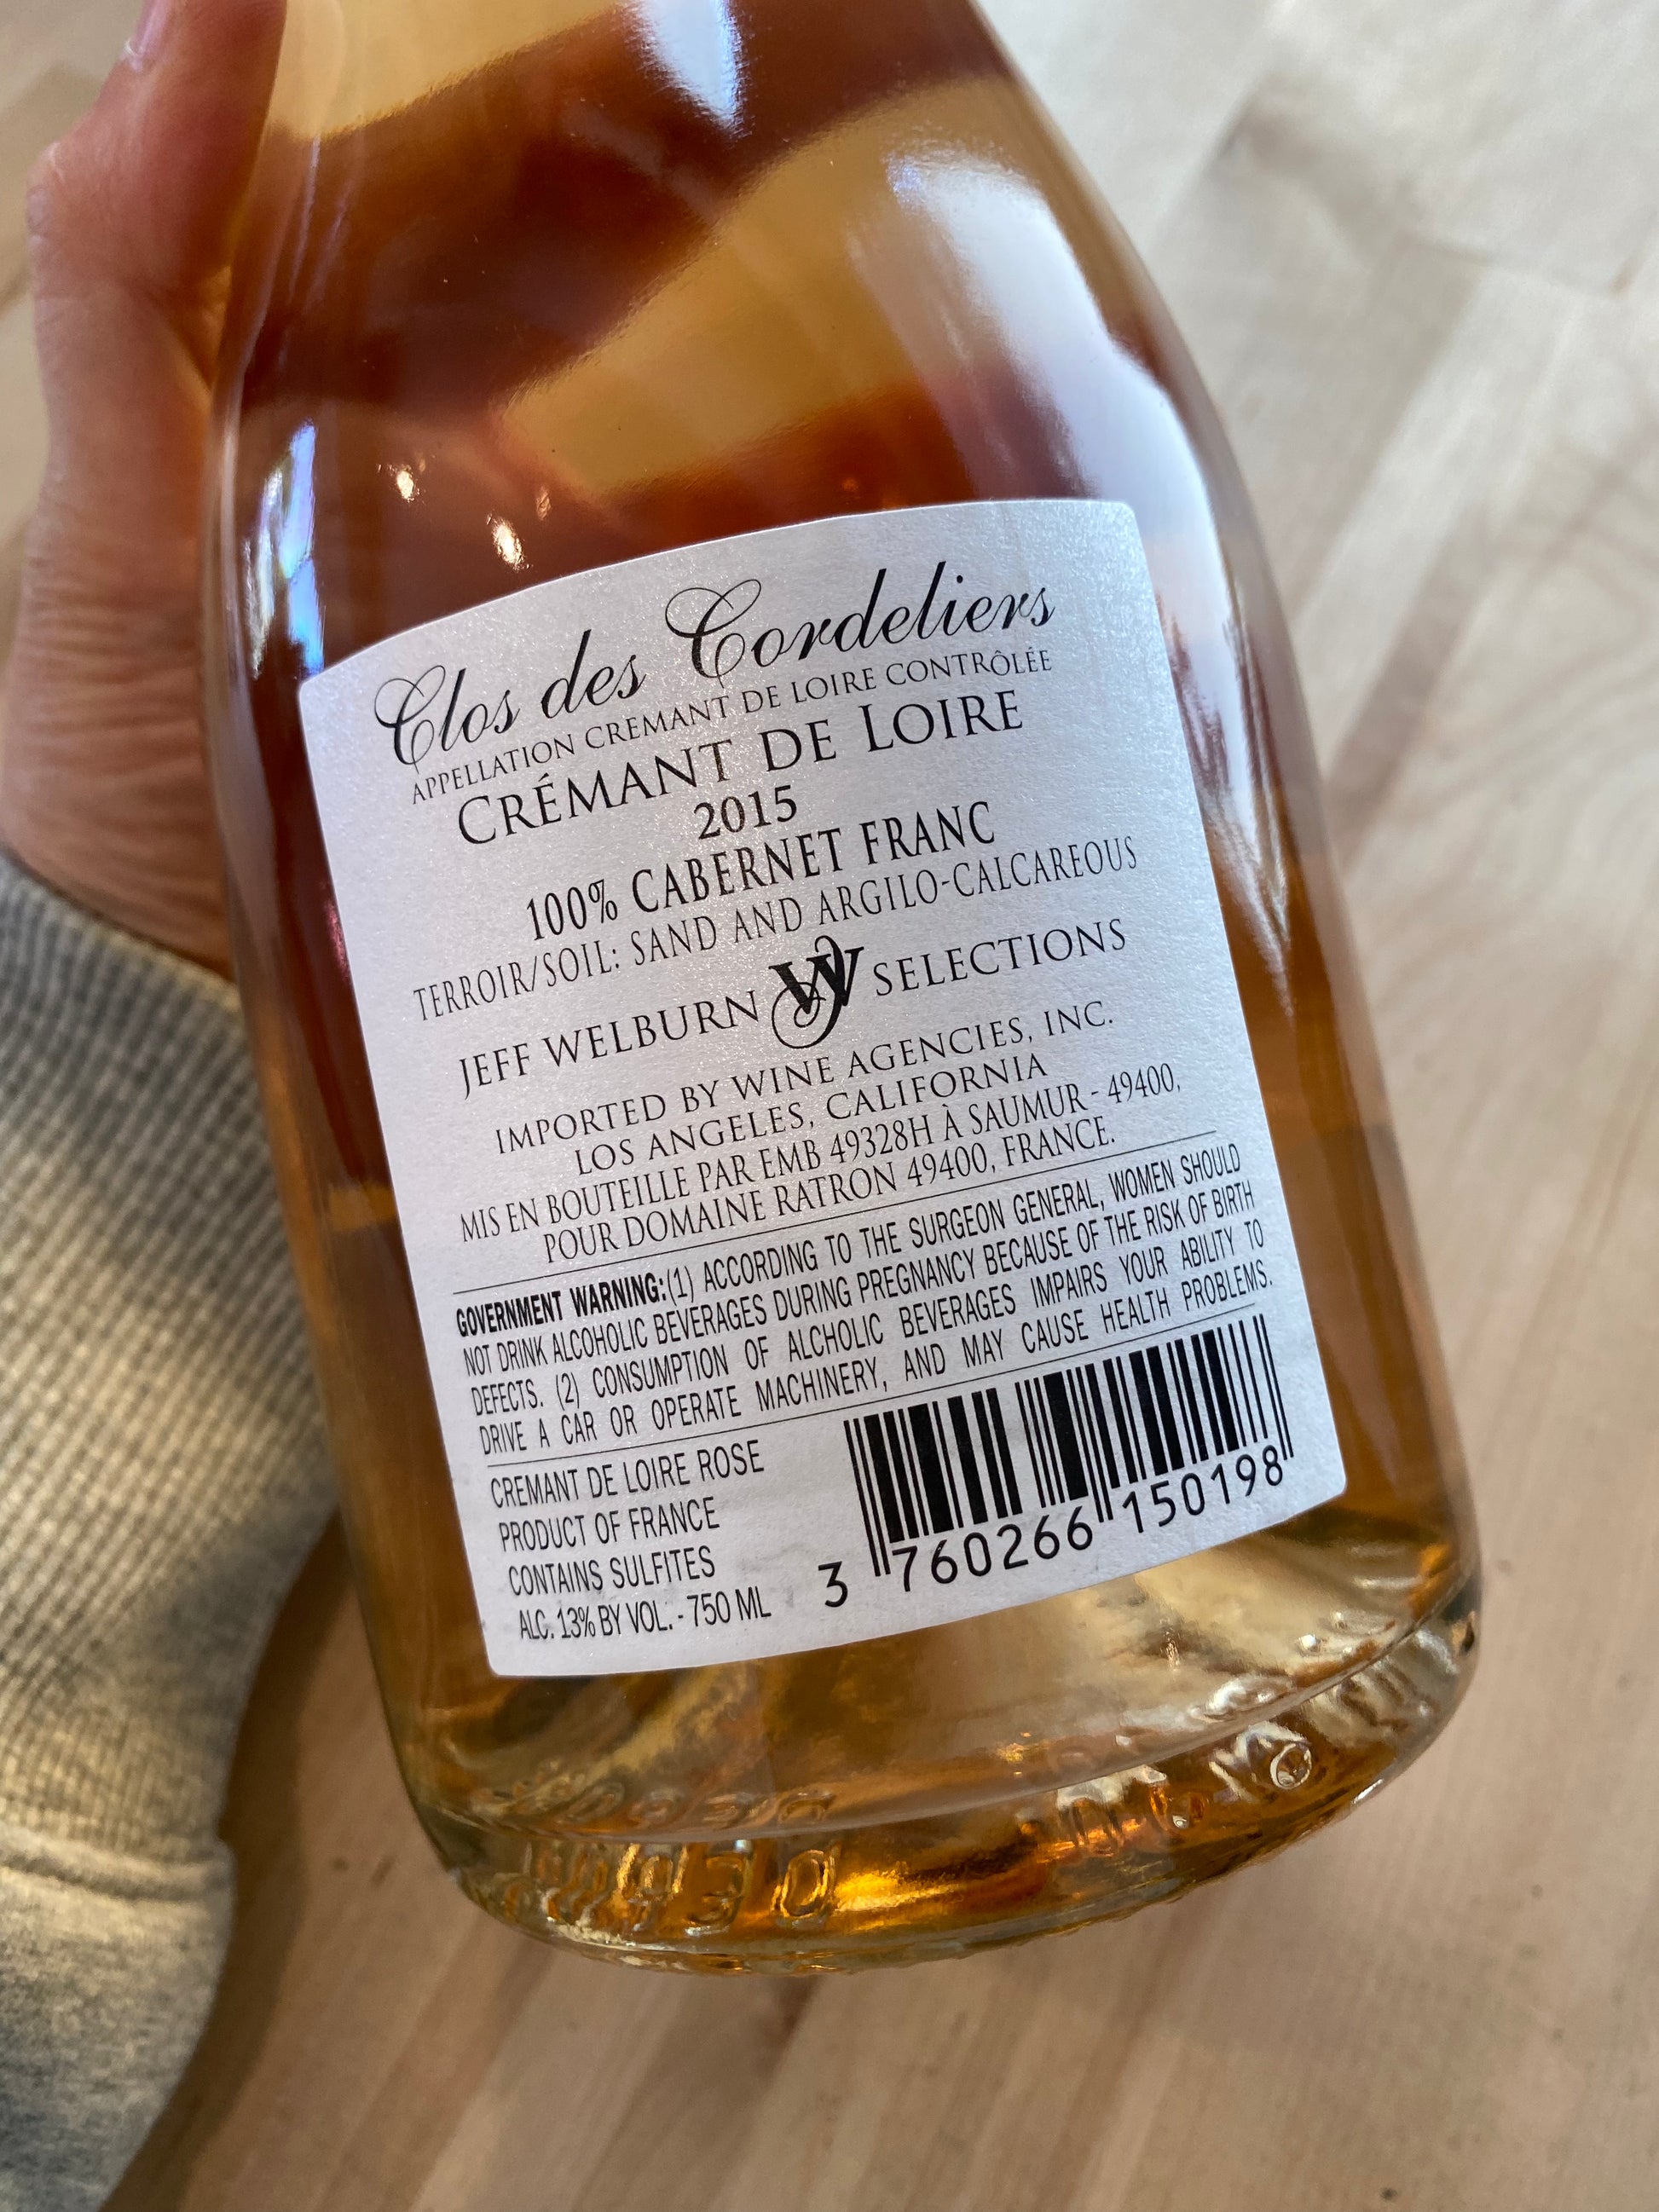 Clos des Cordeliers
APPELLATION CREMANT DE LOIRE CONTRÔLÉE
CRÉMANT DE LOIRE
2015
100% CABERNET FRANC
TERROIR/SOIL: SAND AND ARGILO-CALCAREOUS
JEFF WELBURN W SELECTIONS
IMPORTED BY WINE AGENCIES, INC.
LOS ANGELES, CALIFORNIA
MIS EN BOUTEILLE PAR EMB 49328H À SAUMUR - 49400,
POUR DOMAINE RATRON 49400, FRANCE.
GOVERNMENT WARNING:(1) ACCORDING TO THE SURGEON GENERAL, WOMEN SHOULD
NOT DRINK ALCOHOLIC BEVERAGES DURING PREGNANCY BECAUSE OF THE RISK OF BIRTH
DEFECTS. (2) CONSUMPTION OF ALCHOLIC BEVERAGES IMPAIRS YOUR ABILITY TO
DRIVE A CAR OR OPERATE MACHINERY, AND MAY CAUSE HEALTH PROBLEMS.
CREMANT DE LOIRE ROSE
PRODUCT OF FRANCE
CONTAINS SULFITES
ALC. 13% BY VOL. - 750 ML
3 760266 150198